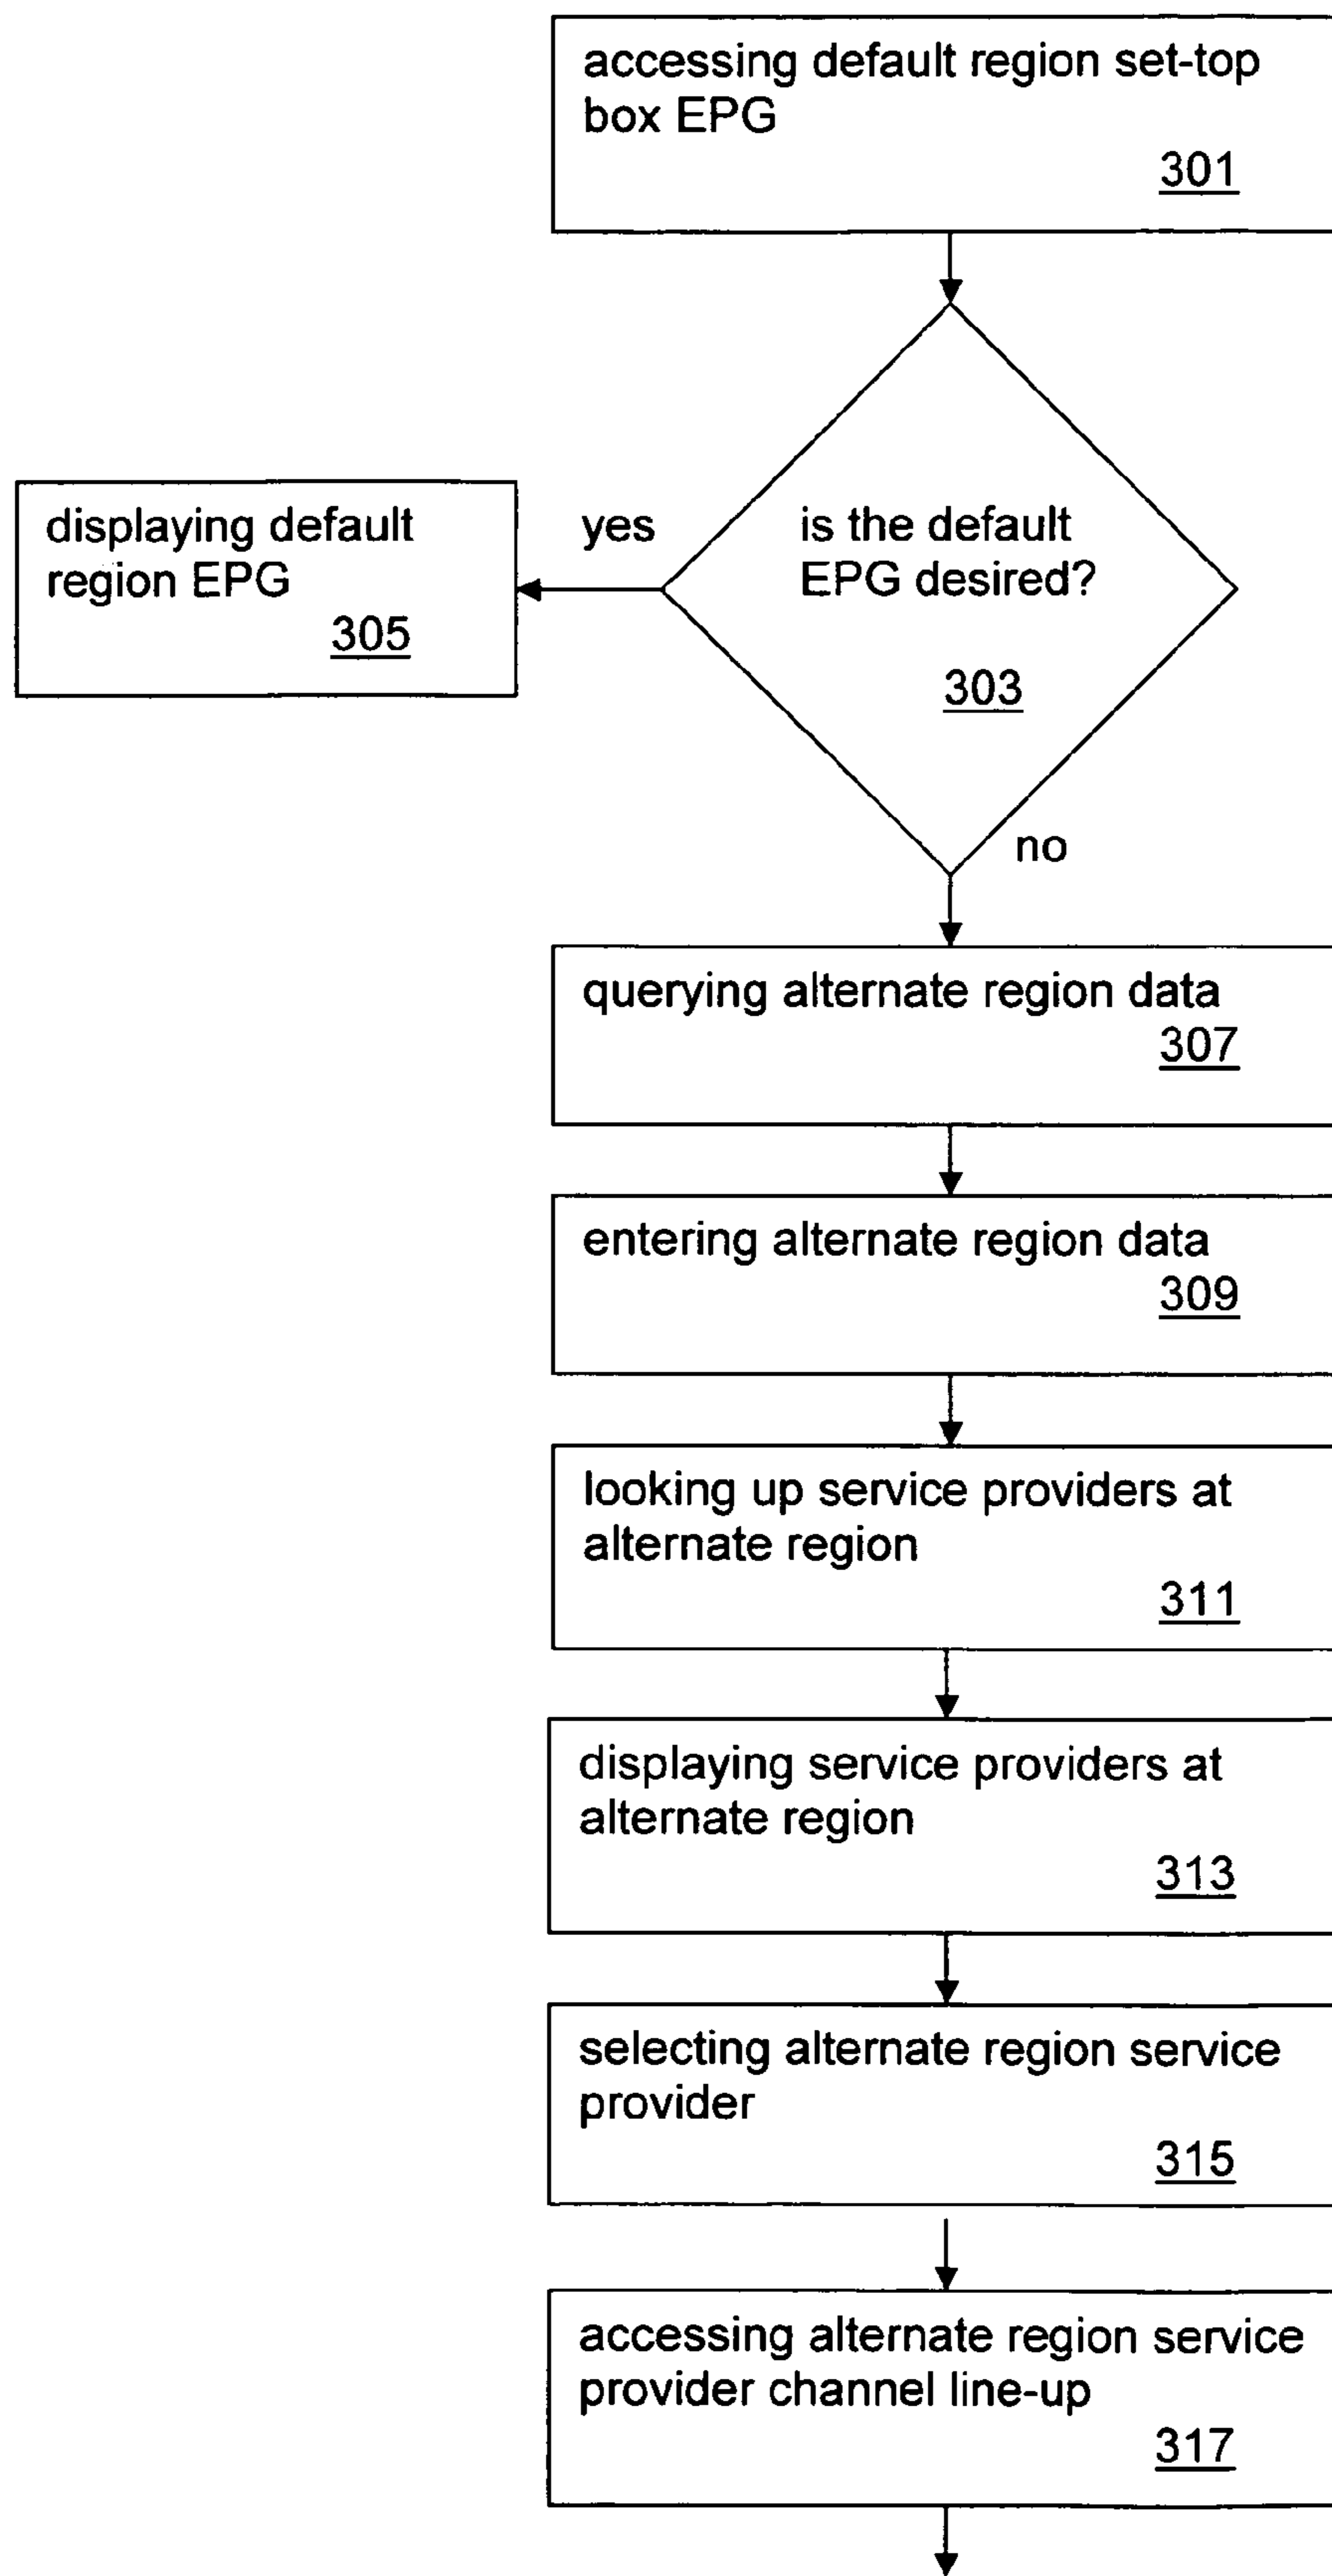 accessing default region set-top
box EPG
301
displaying default
region EPG
305
yes
is the default
EPG desired?
303
no
querying alternate region data
307
entering alternate region data
309
looking up service providers at
alternate region
311
displaying service providers at
alternate region
313
selecting alternate region service
provider
315
accessing alternate region service
provider channel line-up
317